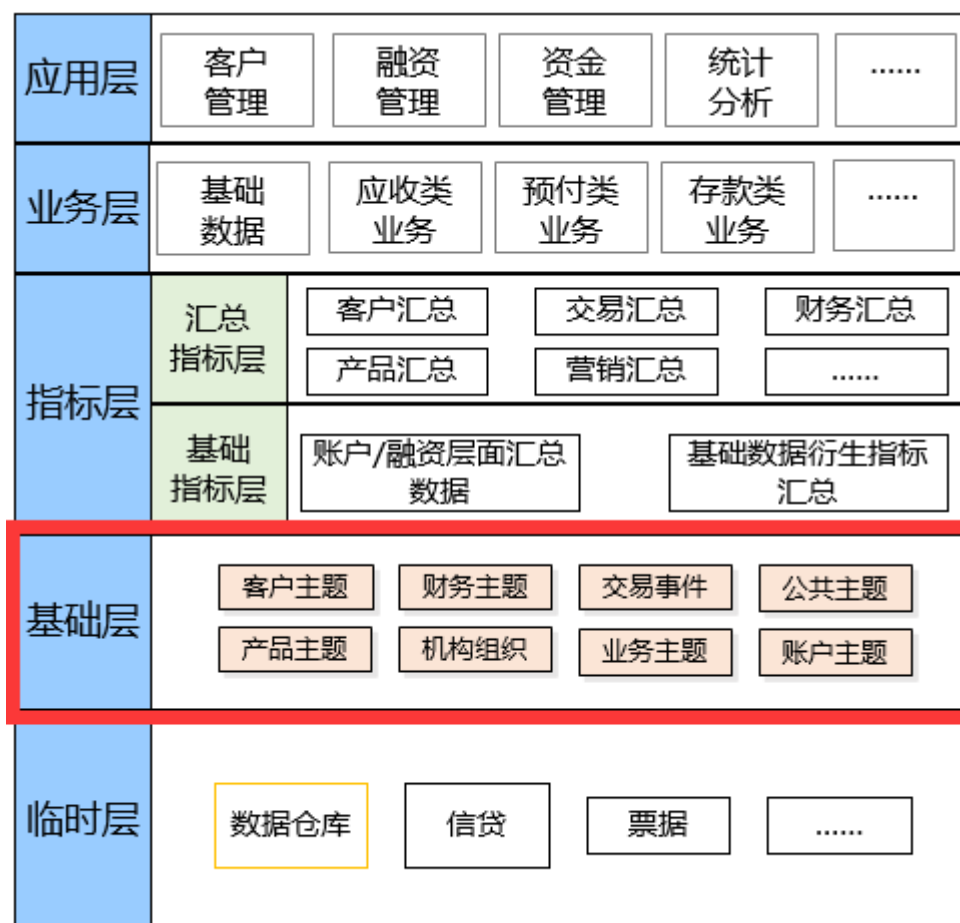 应用层
客户
管理
融资
管理
资金
管理
统计
分析
......
业务层
基础
数据
应收类
业务
预付类
业务
存款类
业务
......
指标层
汇总
指标层
客户汇总
交易汇总
财务汇总
产品汇总
营销汇总
......
基础
指标层
账户/融资层面汇总
数据
基础数据衍生指标
汇总
基础层
客户主题
财务主题
交易事件
公共主题
产品主题
机构组织
业务主题
账户主题
临时层
数据仓库
信贷
票据
......